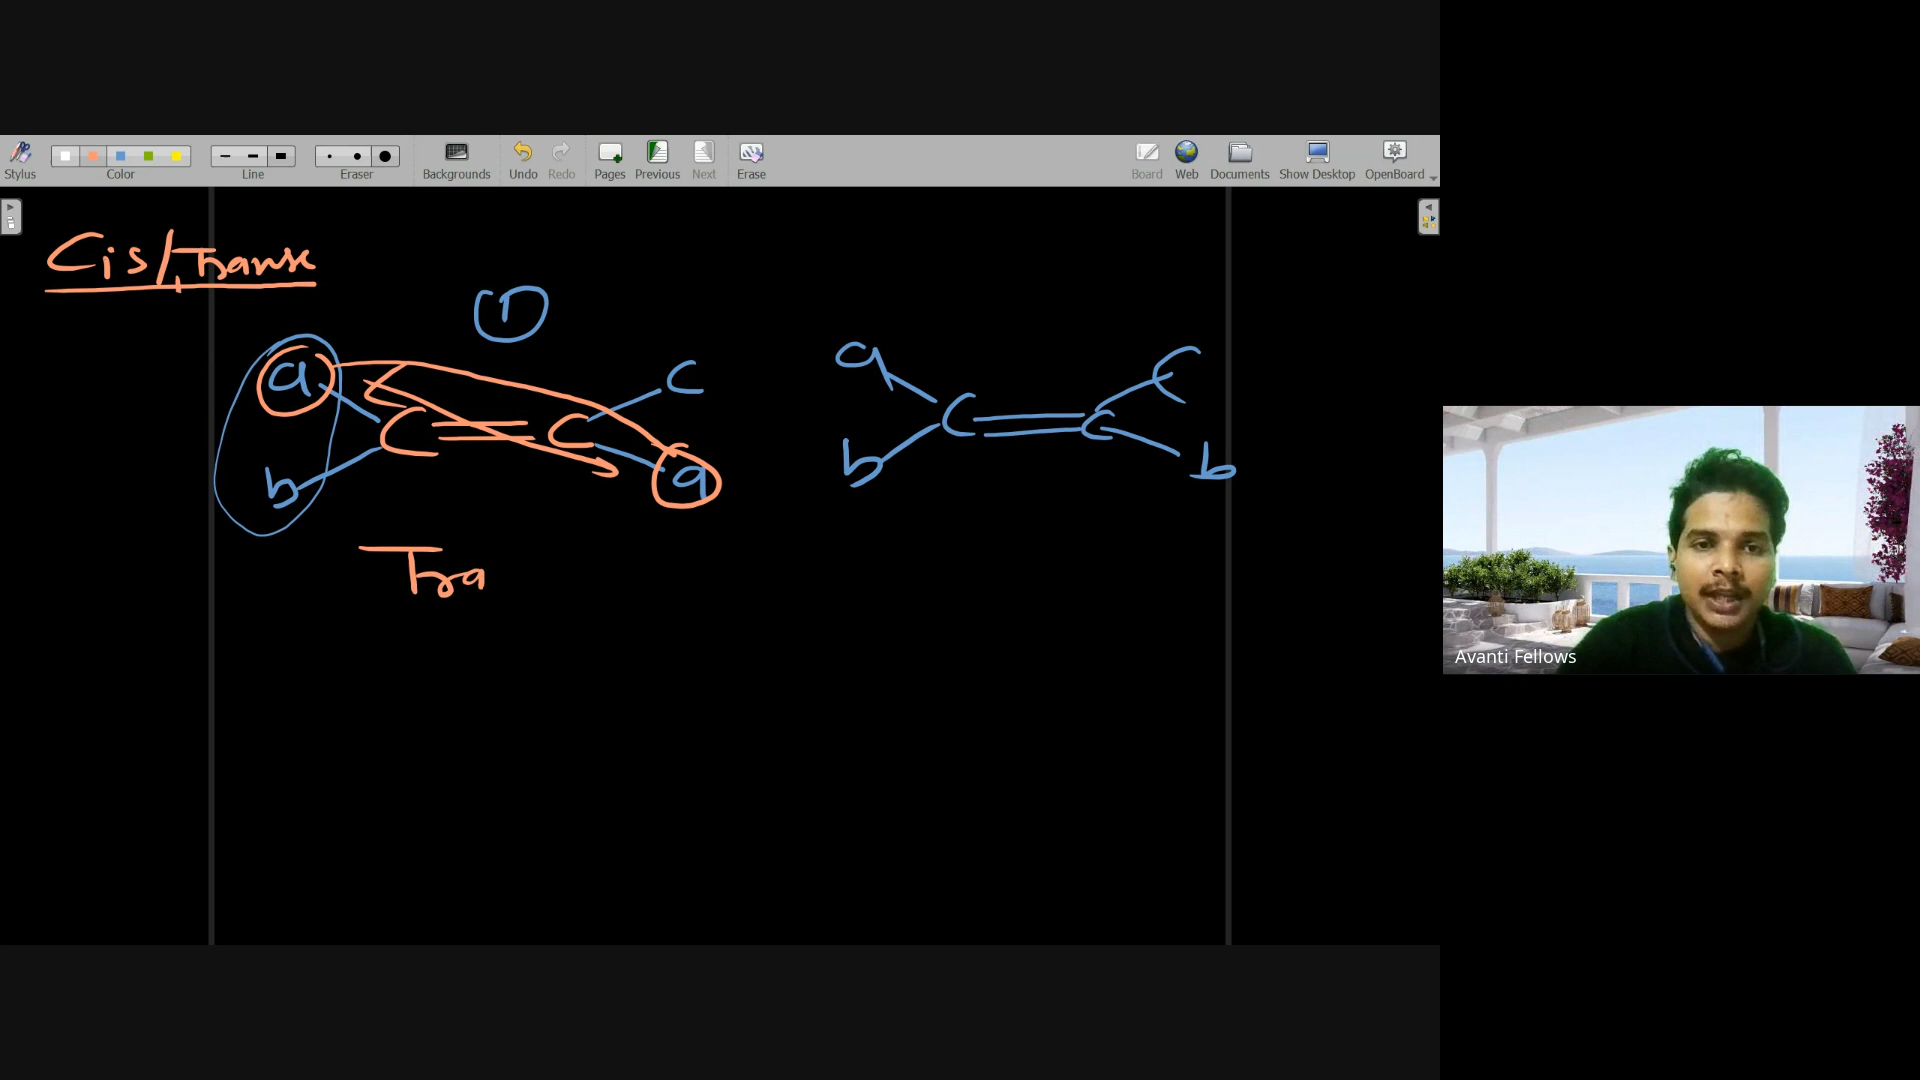 Stylus Color Line Eraser Backgrounds Undo Redo Pages Previous Next Erase Board Web Documents Show Desktop OpenBoard
Cis/Trans
1
a c a c
C = C C = C
b a b b
Tra
Avanti Fellows